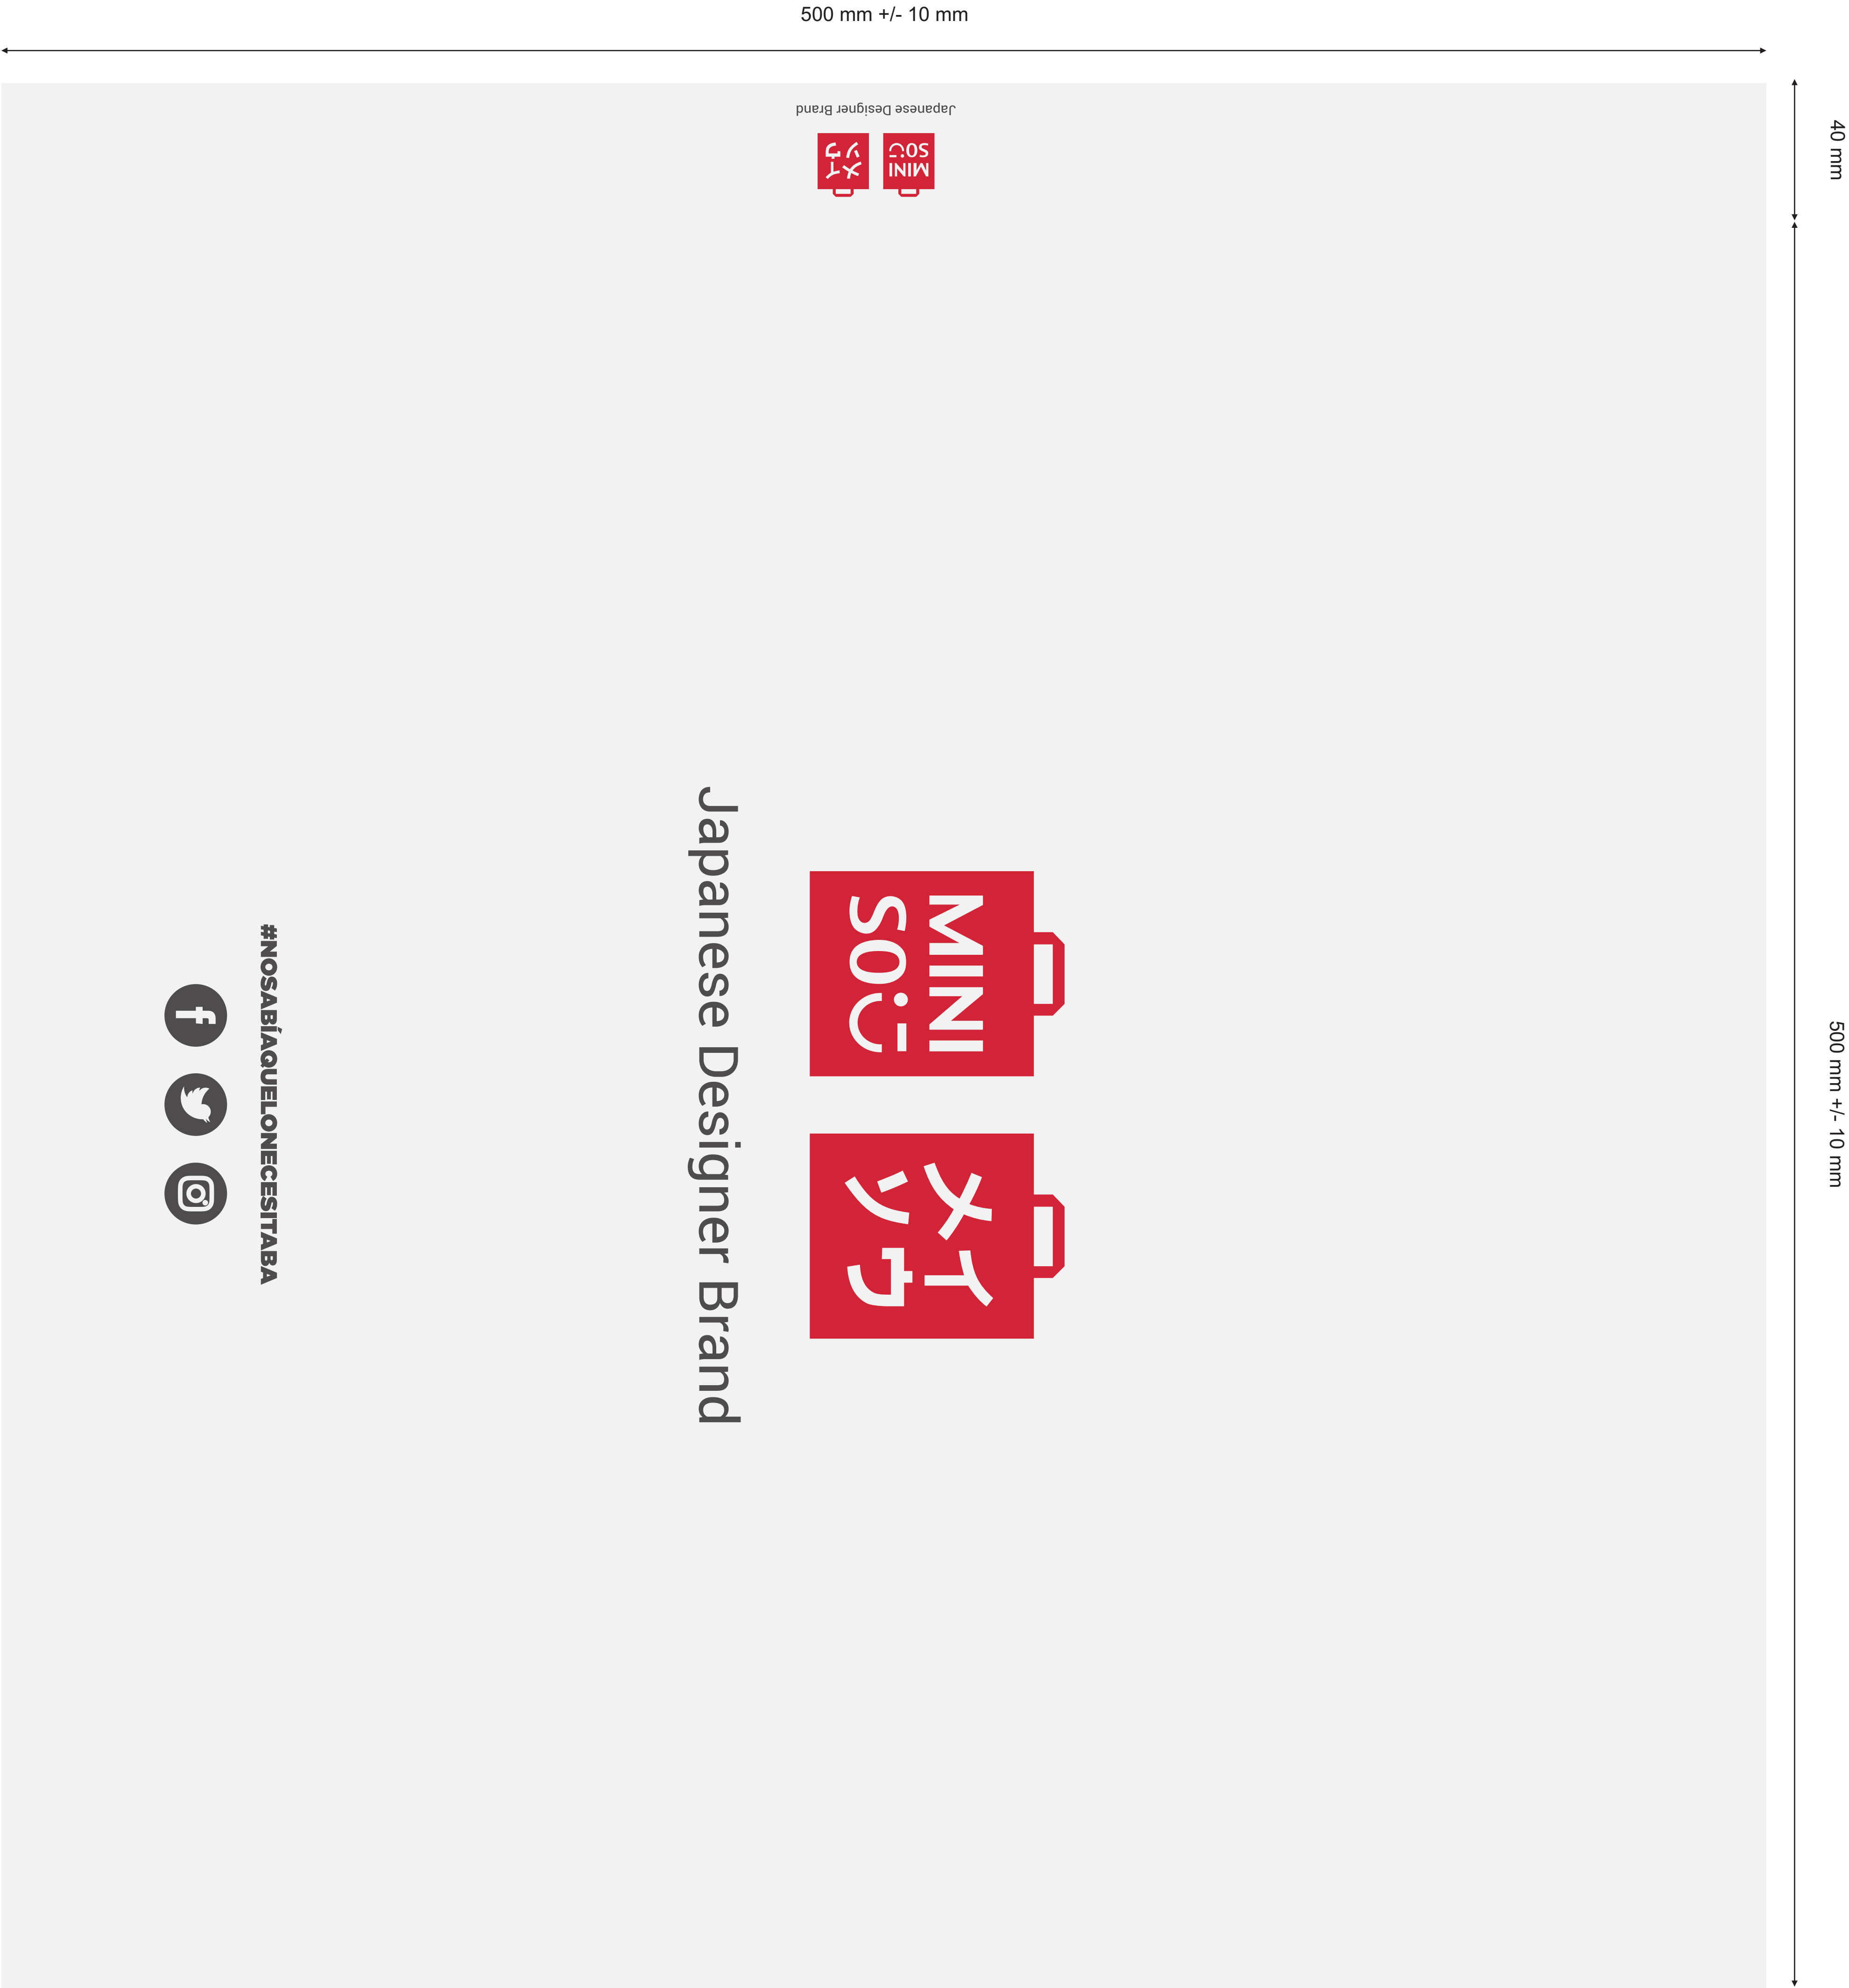 500 mm +/- 10 mm
40 mm
Japanese Designer Brand
MINI
SO
メイ
ソウ
500 mm +/- 10 mm
MINI
SO
メイ
ソウ
Japanese Designer Brand
#NOSABÍAQUELONECESITABA